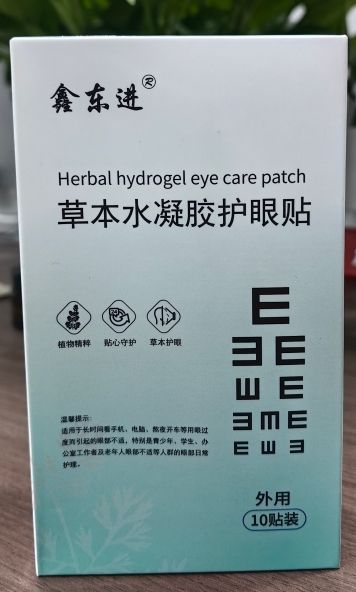 鑫东进®
Herbal hydrogel eye care patch
草本水凝胶护眼贴
植物精粹 贴心守护 草本护眼
E
E E
E E
E E E
E E E
温馨提示:
适用于长时间看手机、电脑、熬夜开车等用眼过
度而引起的眼部不适，特别是青少年、学生、办
公室工作者及老年人眼部不适等人群的眼部日常
护理。
外用
10贴装